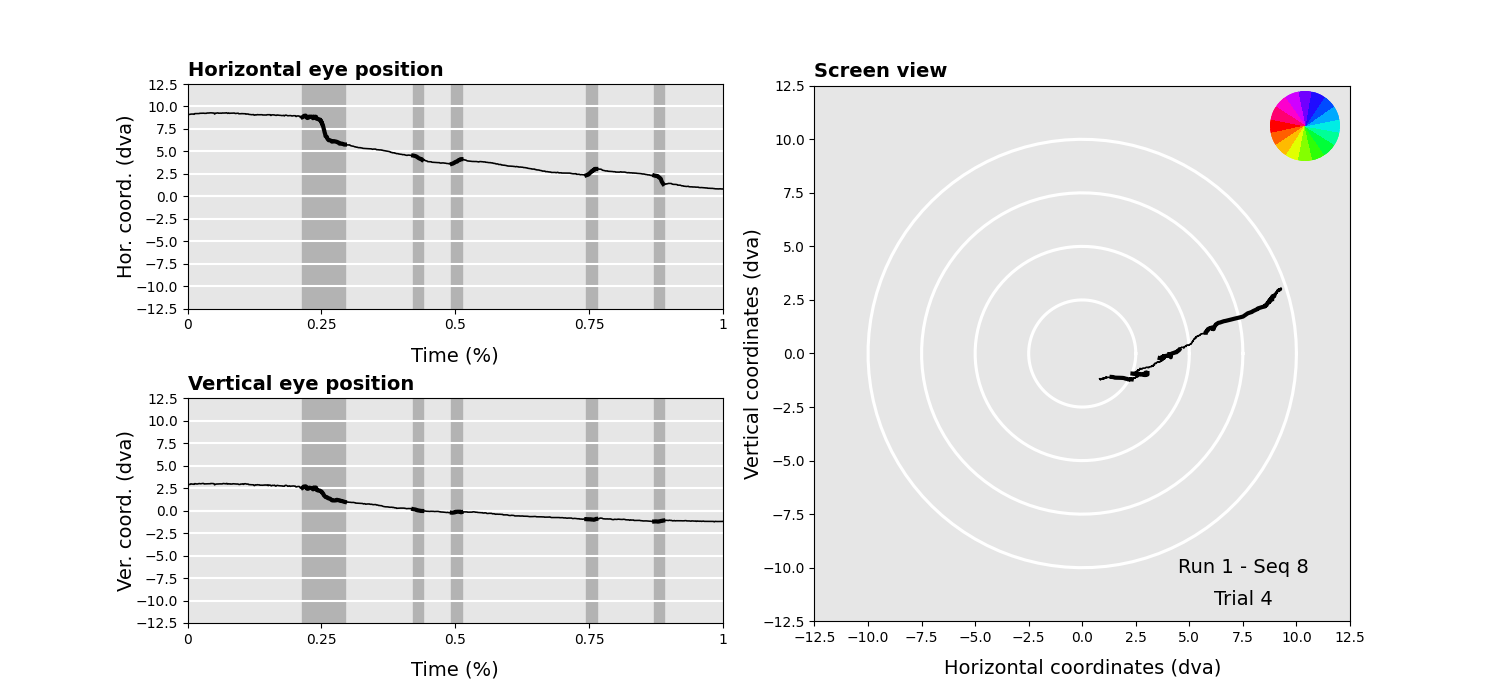 Horizontal eye position
12.5
10.0
7.5
5.0
2.5
0.0
−2.5
−5.0
−7.5
−10.0
−12.5
Hor. coord. (dva)
0 0.25 0.5 0.75 1
Time (%)
Vertical eye position
12.5
10.0
7.5
5.0
2.5
0.0
−2.5
−5.0
−7.5
−10.0
−12.5
Ver. coord. (dva)
0 0.25 0.5 0.75 1
Time (%)
Screen view
12.5
10.0
7.5
5.0
2.5
0.0
−2.5
−5.0
−7.5
−10.0
−12.5
Vertical coordinates (dva)
Run 1 - Seq 8
Trial 4
−12.5 −10.0 −7.5 −5.0 −2.5 0.0 2.5 5.0 7.5 10.0 12.5
Horizontal coordinates (dva)